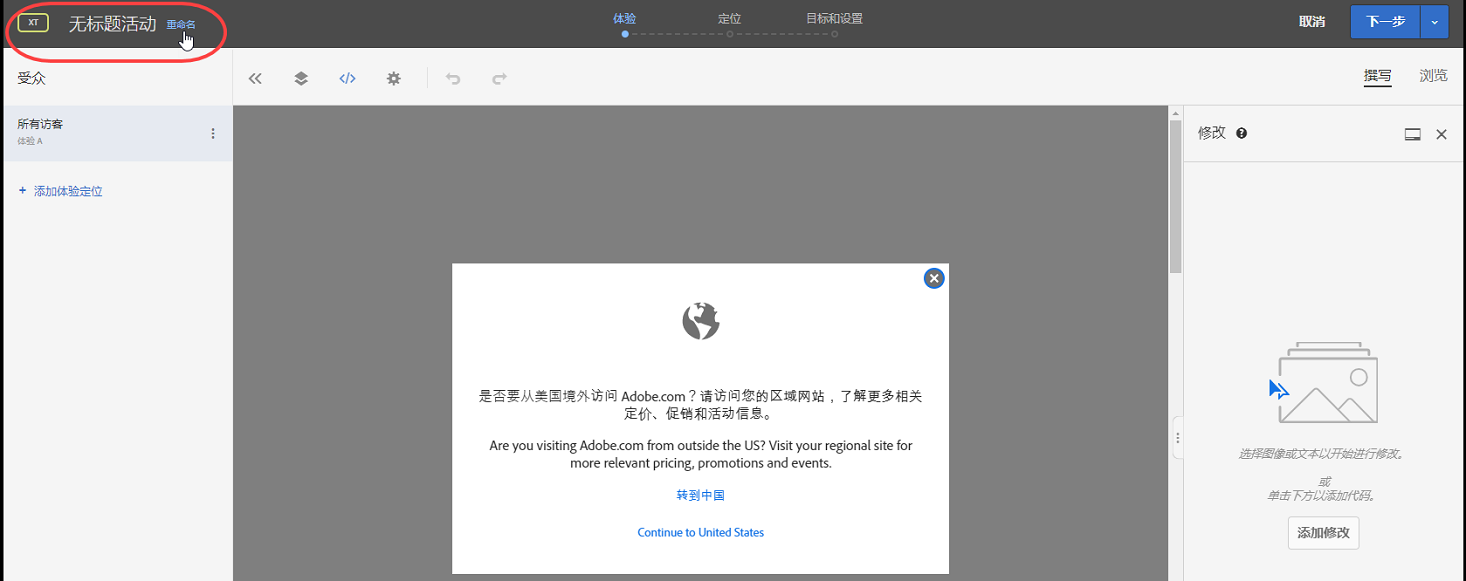 XT 无标题活动 重命名
体验 定位 目标和设置
取消 下一步
受众
撰写 浏览
所有访客
体验 A
+ 添加体验定位
修改
是否要从美国境外访问 Adobe.com？请访问您的区域网站，了解更多相关
定价、促销和活动信息。
Are you visiting Adobe.com from outside the US? Visit your regional site for
more relevant pricing, promotions and events.
转到中国
Continue to United States
选择图像或文本以开始进行修改。
或
单击下方以添加代码。
添加修改